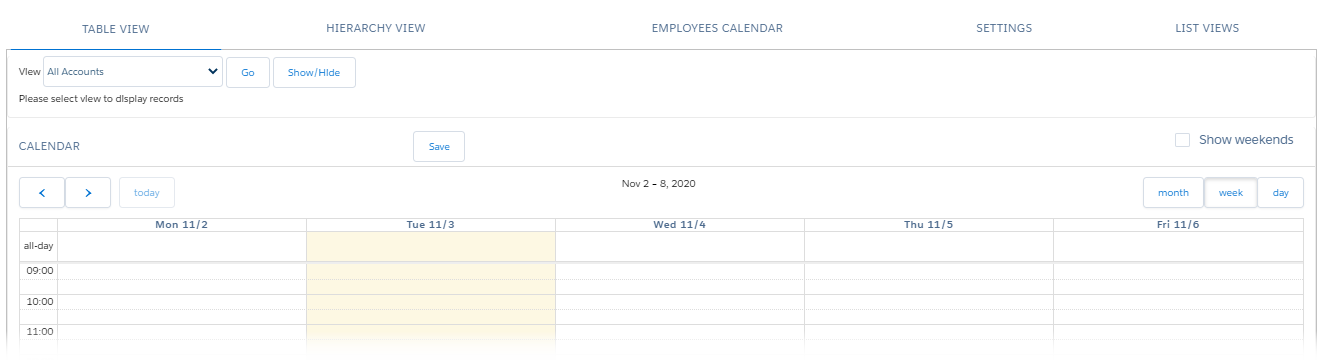 TABLE VIEW HIERARCHY VIEW EMPLOYEES CALENDAR SETTINGS LIST VIEWS
View All Accounts Go Show/Hide
Please select view to display records
CALENDAR Save Show weekends
< > today Nov 2 – 8, 2020 month week day
Mon 11/2 Tue 11/3 Wed 11/4 Thu 11/5 Fri 11/6
all-day
09:00
10:00
11:00